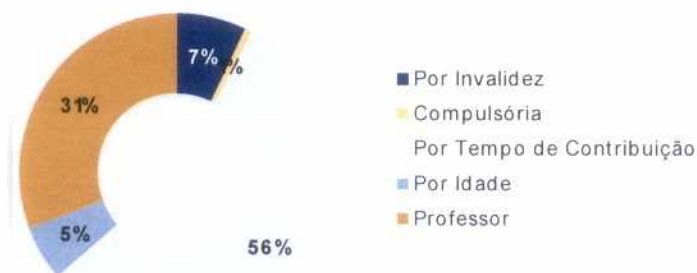 7%
31%
5%
56%
Por Invalidez
Compulsória
Por Tempo de Contribuição
Por Idade
Professor